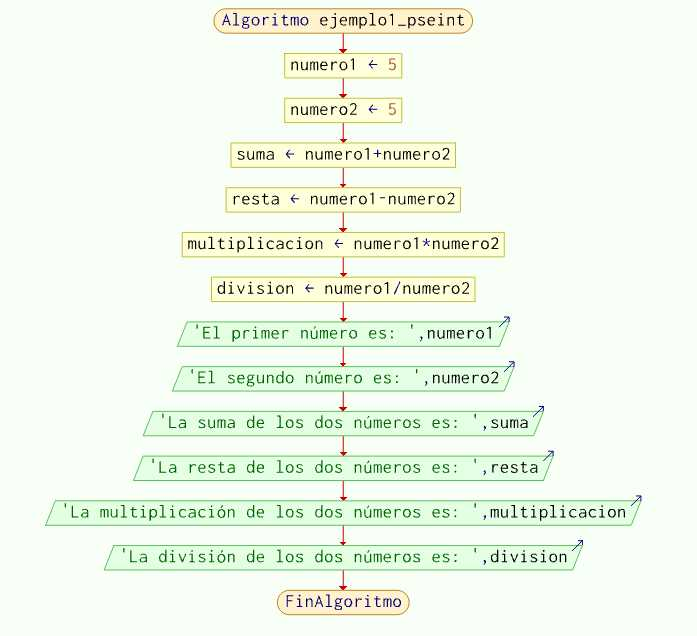 Algoritmo ejemplo1_pseint
numero1 ← 5
numero2 ← 5
suma ← numero1+numero2
resta ← numero1-numero2
multiplicacion ← numero1*numero2
division ← numero1/numero2
'El primer número es: ',numero1
'El segundo número es: ',numero2
'La suma de los dos números es: ',suma
'La resta de los dos números es: ',resta
'La multiplicación de los dos números es: ',multiplicacion
'La división de los dos números es: ',division
FinAlgoritmo